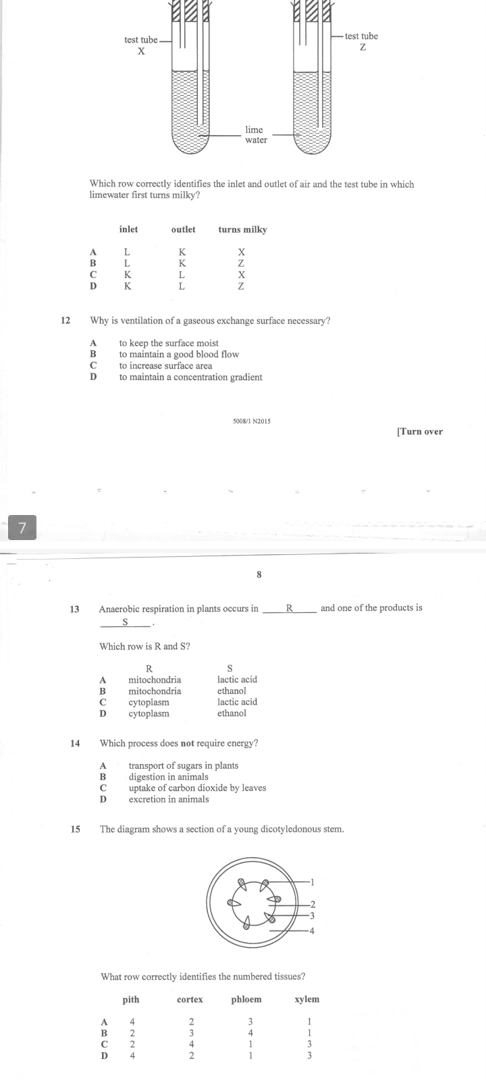 test tube
X
test tube
Z
lime
water
Which row correctly identifies the inlet and outlet of air and the test tube in which
limewater first turns milky?
inlet outlet turns milky
A L K X
B L K Z
C K L X
D K L Z
12 Why is ventilation of a gaseous exchange surface necessary?
A to keep the surface moist
B to maintain a good blood flow
C to increase surface area
D to maintain a concentration gradient
5008/1 N2015
[Turn over
7
8
13 Anaerobic respiration in plants occurs in ____R____ and one of the products is
____S____ .
Which row is R and S?
R S
A mitochondria lactic acid
B mitochondria ethanol
C cytoplasm lactic acid
D cytoplasm ethanol
14 Which process does not require energy?
A transport of sugars in plants
B digestion in animals
C uptake of carbon dioxide by leaves
D excretion in animals
15 The diagram shows a section of a young dicotyledonous stem.
1
2
3
4
What row correctly identifies the numbered tissues?
pith cortex phloem xylem
A 4 2 3 1
B 2 3 4 1
C 2 4 1 3
D 4 2 1 3